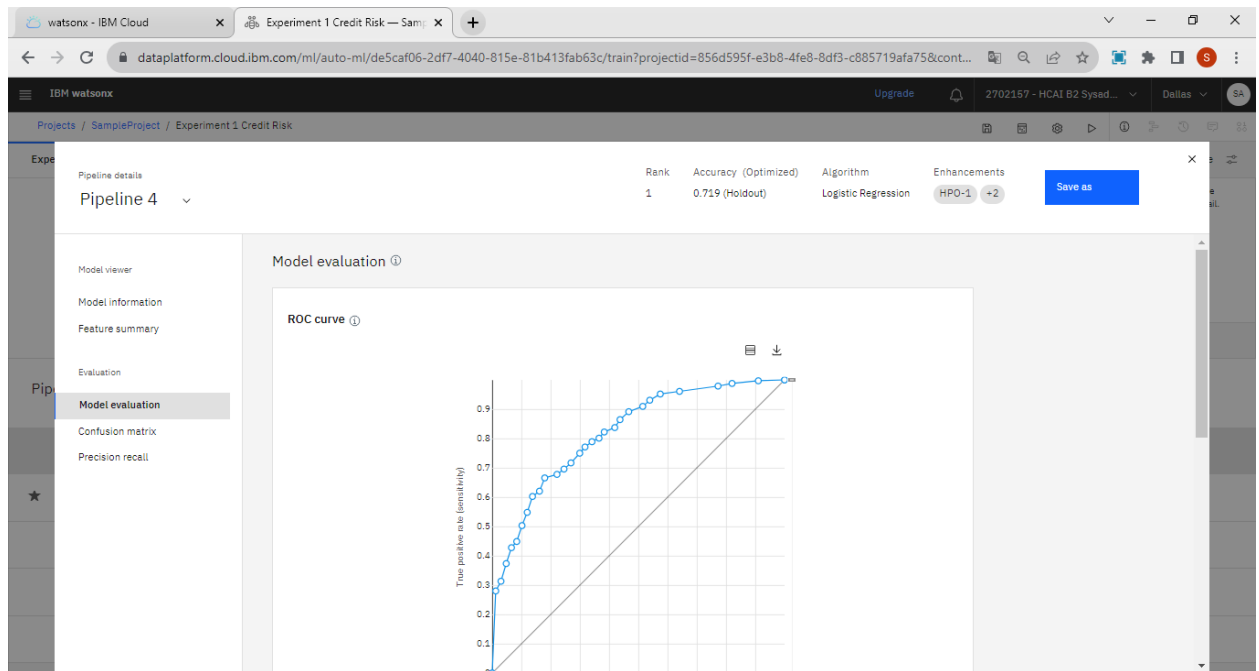 watsonx - IBM Cloud
Experiment 1 Credit Risk — Samp
dataplatform.cloud.ibm.com/ml/auto-ml/de5caf06-2df7-4040-815e-81b413fab63c/train?projectid=856d595f-e3b8-4fe8-8df3-c885719afa75&cont...
S
IBM watsonx
Upgrade
2702157 - HCAI B2 Sysad...
Dallas
SA
Projects / SampleProject / Experiment 1 Credit Risk
Expe
Pipeline details
Pipeline 4
Rank
1
Accuracy (Optimized)
0.719 (Holdout)
Algorithm
Logistic Regression
Enhancements
HPO-1 +2
Save as
Model viewer
Model information
Feature summary
Evaluation
Model evaluation
Confusion matrix
Precision recall
Pip
Model evaluation
ROC curve
0.9
0.8
0.7
0.6
0.5
0.4
0.3
0.2
0.1
True positive rate (sensitivity)